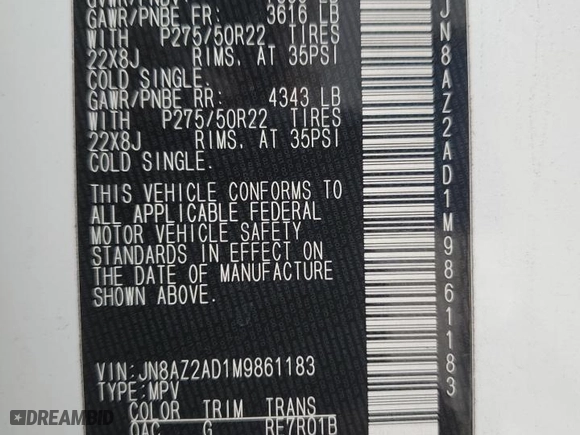 GAWR/PNBE FR: 3616 LB
WITH P275/50R22 TIRES
22X8J RIMS, AT 35PSI
COLD SINGLE.
GAWR/PNBE RR: 4343 LB
WITH P275/50R22 TIRES
22X8J RIMS, AT 35PSI
COLD SINGLE.
THIS VEHICLE CONFORMS TO
ALL APPLICABLE FEDERAL
MOTOR VEHICLE SAFETY
STANDARDS IN EFFECT ON
THE DATE OF MANUFACTURE
SHOWN ABOVE.
VIN:JN8AZ2AD1M9861183
TYPE:MPV
COLOR TRIM TRANS
QAC G RE7R01B
JN8AZ2AD1M9861183
DREAMBID